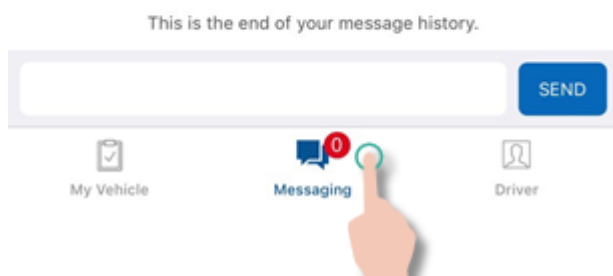 This is the end of your message history.
SEND
0
My Vehicle Messaging Driver